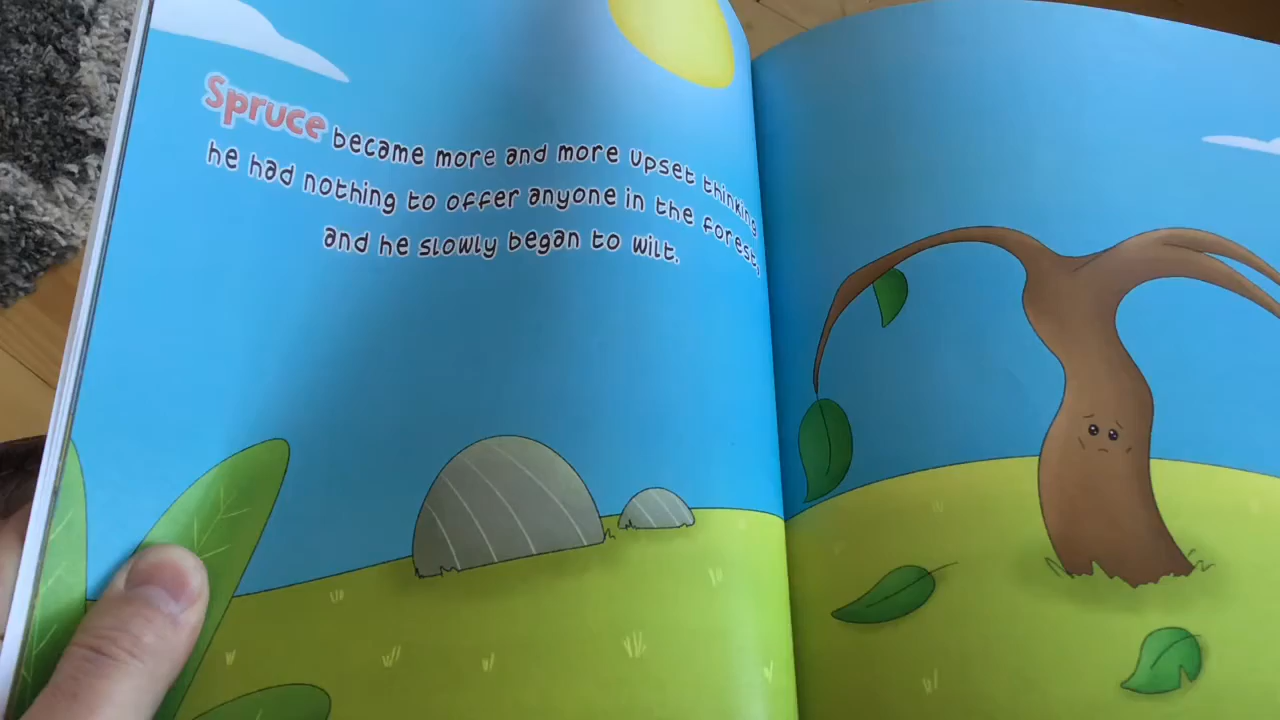 Spruce became more and more upset thinking
he had nothing to offer anyone in the forest,
and he slowly began to wilt.